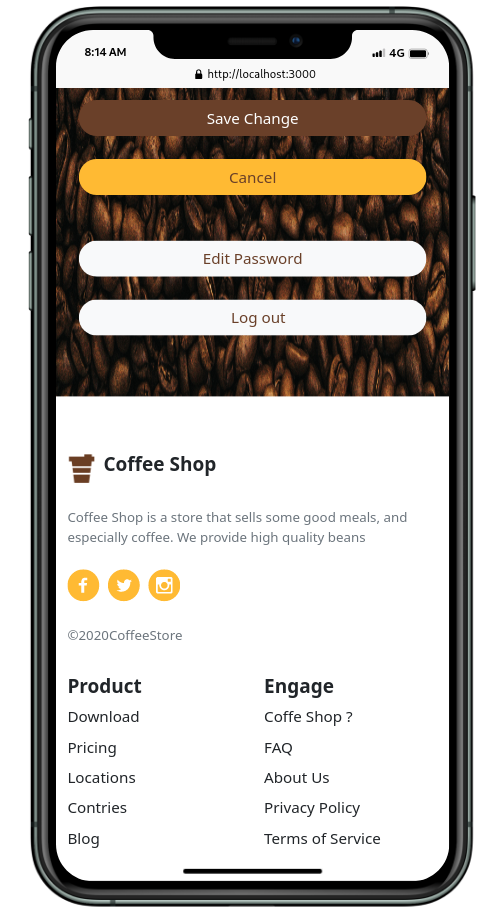 8:14 AM
4G
http://localhost:3000
Save Change
Cancel
Edit Password
Log out
Coffee Shop
Coffee Shop is a store that sells some good meals, and
especially coffee. We provide high quality beans
©2020CoffeeStore
Product
Engage
Download
Coffe Shop ?
Pricing
FAQ
Locations
About Us
Contries
Privacy Policy
Blog
Terms of Service